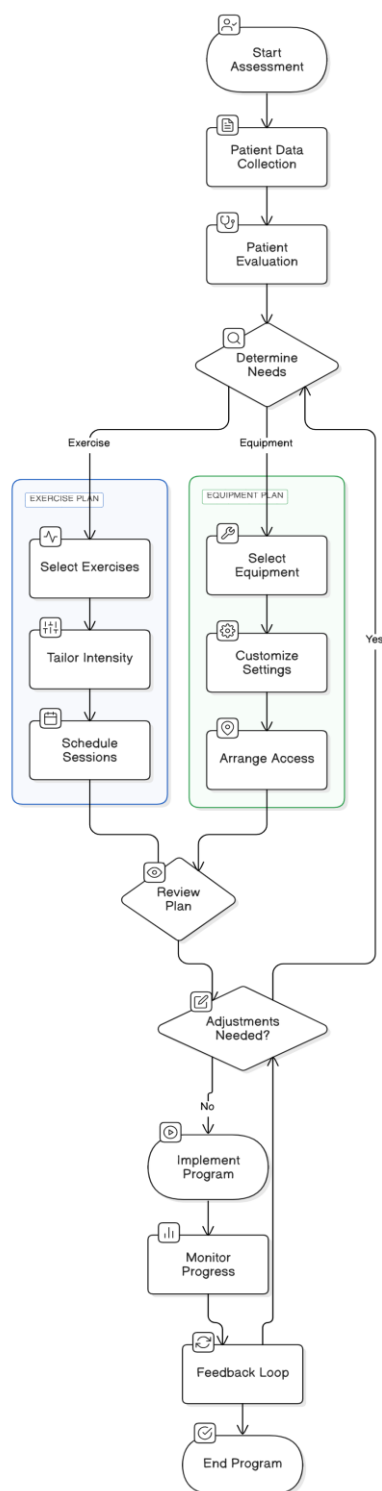 Start
Assessment
Patient Data
Collection
Patient
Evaluation
Determine
Needs
Exercise
Equipment
EXERCISE PLAN
EQUIPMENT PLAN
Select Exercises
Select
Equipment
Tailor Intensity
Customize
Settings
Yes
Schedule
Sessions
Arrange Access
Review
Plan
Adjustments
Needed?
No
Implement
Program
Monitor
Progress
Feedback Loop
End Program